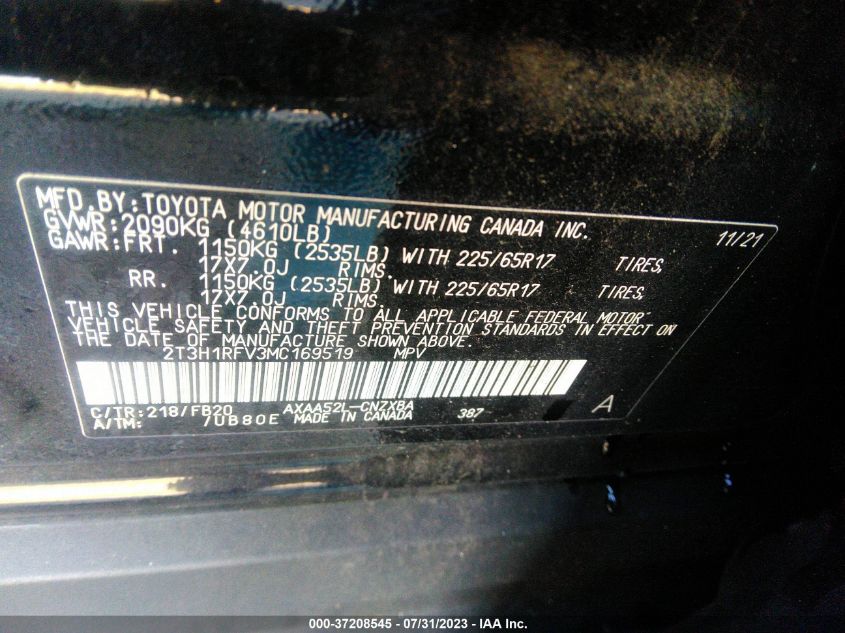 MFD.BY:TOYOTA MOTOR MANUFACTURING CANADA INC.
GVWR:2090KG (4610LB) 11/21
GAWR:FRT. 1150KG (2535LB) WITH 225/65R17 TIRES,
17X7.0J RIMS.
RR. 1150KG (2535LB) WITH 225/65R17 TIRES,
17X7.0J RIMS.
THIS VEHICLE CONFORMS TO ALL APPLICABLE FEDERAL MOTOR
VEHICLE SAFETY AND THEFT PREVENTION STANDARDS IN EFFECT ON
THE DATE OF MANUFACTURE SHOWN ABOVE.
2T3H1RFV3MC169519 MPV
C/TR:218/FB20 AXAA52L-CNZXBA 387 A
A/TM: /UB80E MADE IN CANADA
000-37208545 / 07/31/2023 - IAA Inc.